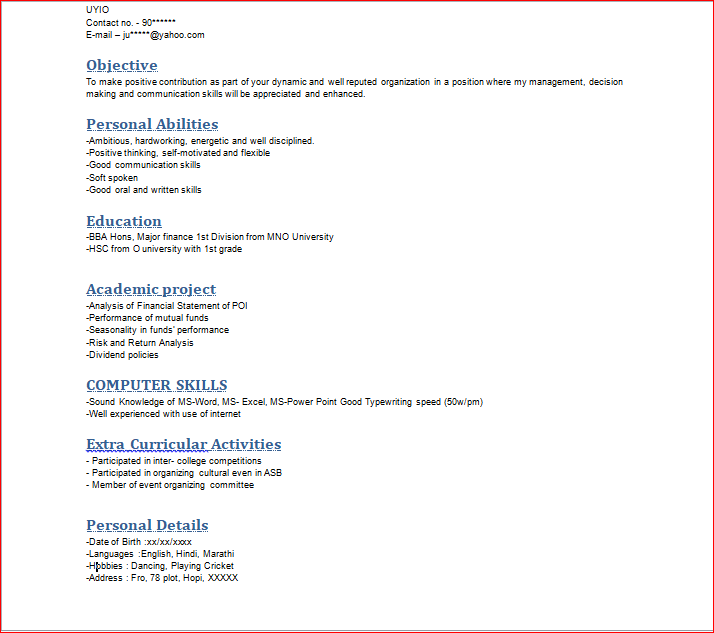 UYIO
Contact no. - 90******
E-mail – ju*****@yahoo.com
Objective
To make positive contribution as part of your dynamic and well reputed organization in a position where my management, decision
making and communication skills will be appreciated and enhanced.
Personal Abilities
-Ambitious, hardworking, energetic and well disciplined.
-Positive thinking, self-motivated and flexible
-Good communication skills
-Soft spoken
-Good oral and written skills
Education
-BBA Hons, Major finance 1st Division from MNO University
-HSC from O university with 1st grade
Academic project
-Analysis of Financial Statement of POI
-Performance of mutual funds
-Seasonality in funds' performance
-Risk and Return Analysis
-Dividend policies
COMPUTER SKILLS
-Sound Knowledge of MS-Word, MS- Excel, MS-Power Point Good Typewriting speed (50w/pm)
-Well experienced with use of internet
Extra Curricular Activities
- Participated in inter- college competitions
- Participated in organizing cultural even in ASB
- Member of event organizing committee
Personal Details
-Date of Birth :xx/xx/xxxx
-Languages :English, Hindi, Marathi
-Hobbies : Dancing, Playing Cricket
-Address : Fro, 78 plot, Hopi, XXXXX